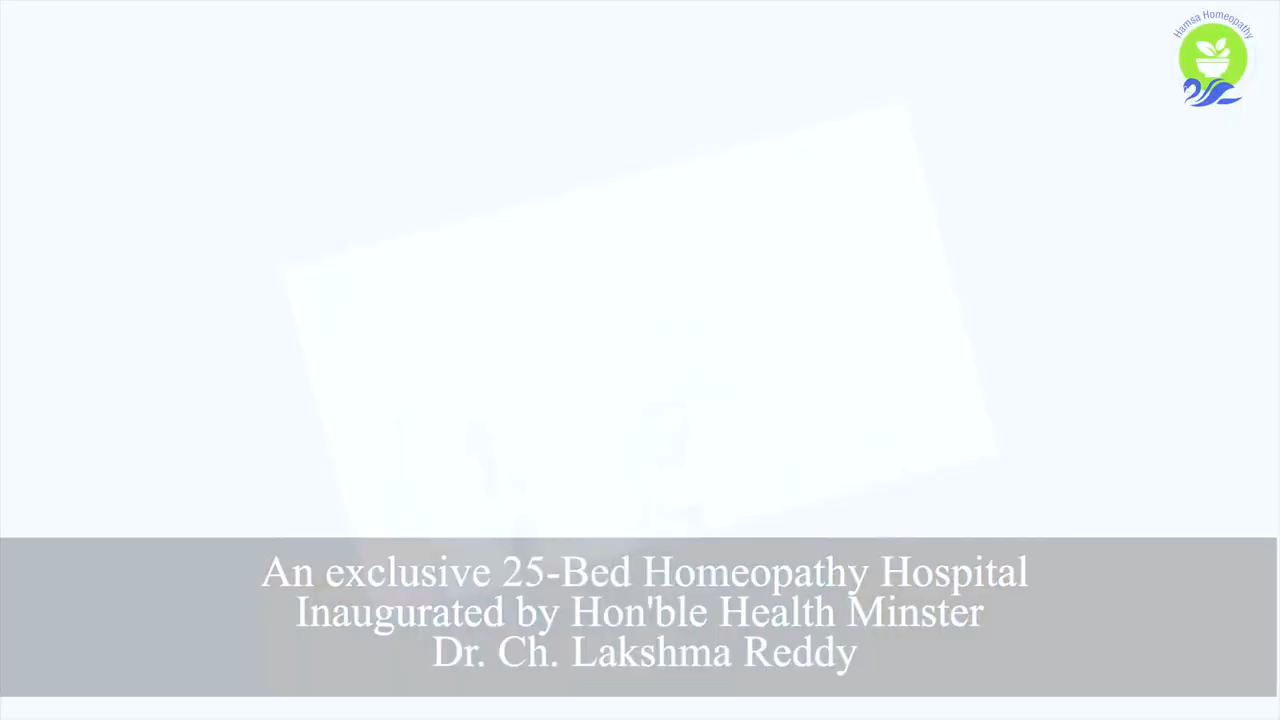 Hamsa Homeopathy
An exclusive 25-Bed Homeopathy Hospital
Inaugurated by Hon'ble Health Minster
Dr. Ch. Lakshma Reddy